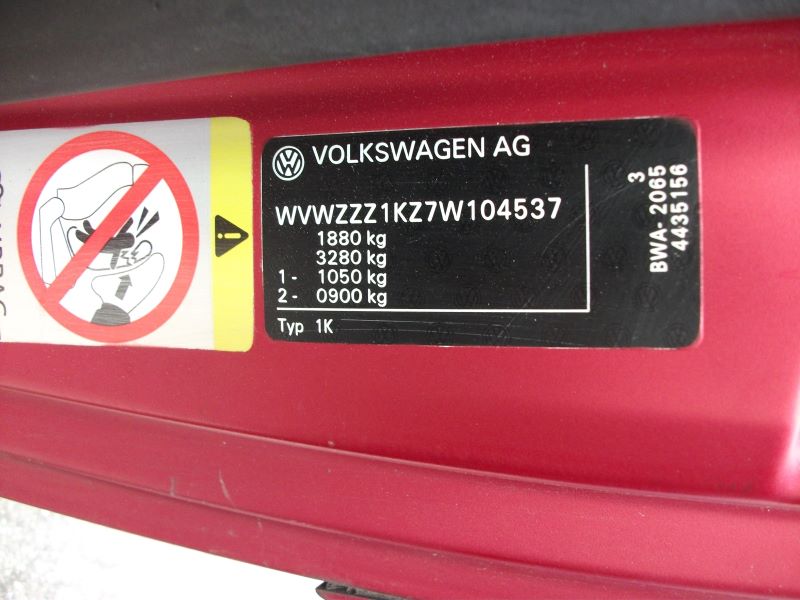 VOLKSWAGEN AG
WVWZZZ1KZ7W104537
1880 kg
3280 kg
1- 1050 kg
2- 0900 kg
Typ 1K
3
BWA- 2065
4435156
AIRBAG